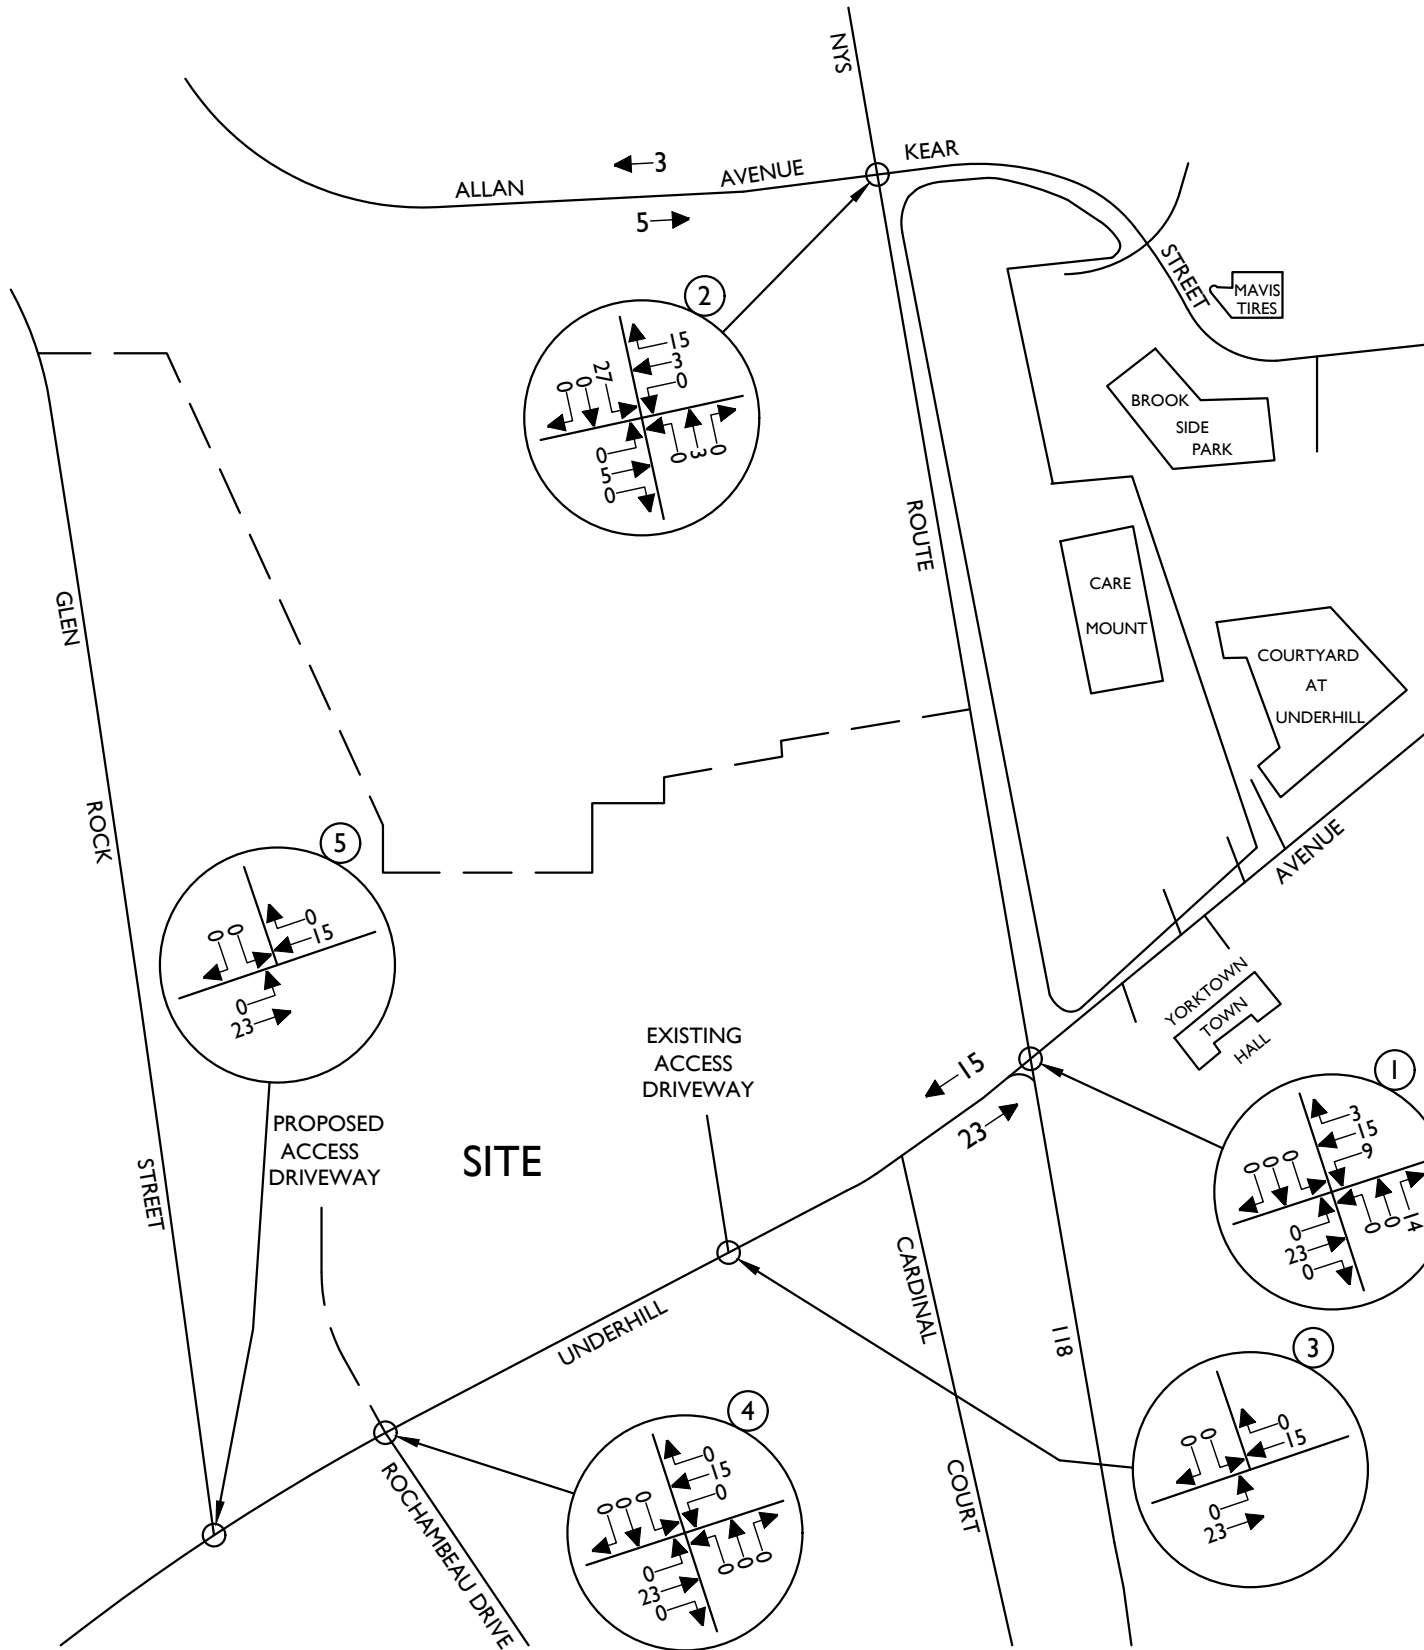 NYS
3
KEAR
AVENUE
ALLAN
5
STREET
MAVIS
TIRES
2
15
3
0
27
0
0
0
5
0
0
3
0
BROOK
SIDE
PARK
ROUTE
CARE
MOUNT
GLEN
COURTYARD
AT
UNDERHILL
ROCK
AVENUE
5
0
15
0
0
0
23
YORKTOWN
TOWN
HALL
EXISTING
ACCESS
DRIVEWAY
15
23
1
3
15
9
0
0
0
0
23
0
0
0
14
PROPOSED
ACCESS
DRIVEWAY
SITE
STREET
CARDINAL
UNDERHILL
118
3
0
15
0
0
0
23
4
0
15
0
0
0
0
0
23
0
0
0
0
COURT
ROCHAMBEAU DRIVE